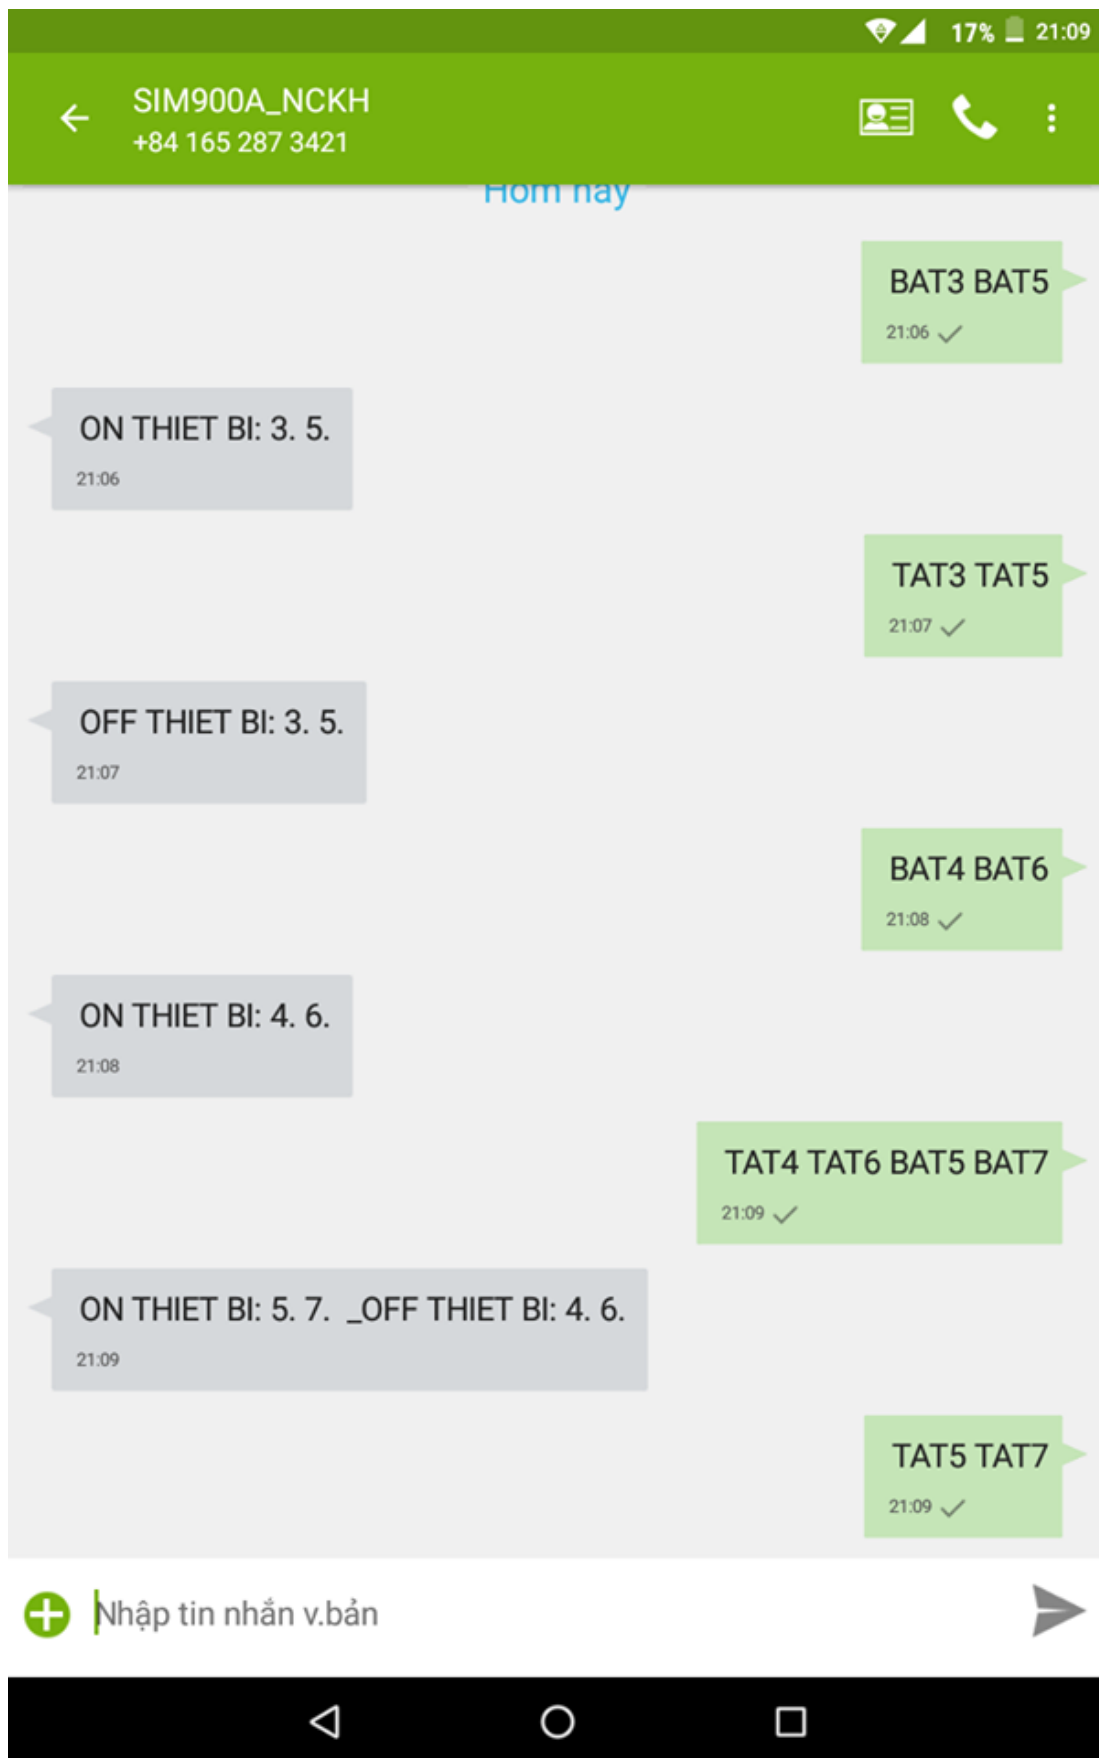 17% 21:09
SIM900A_NCKH
+84 165 287 3421
Hôm nay
BAT3 BAT5
21:06
ON THIET BI: 3. 5.
21:06
TAT3 TAT5
21:07
OFF THIET BI: 3. 5.
21:07
BAT4 BAT6
21:08
ON THIET BI: 4. 6.
21:08
TAT4 TAT6 BAT5 BAT7
21:09
ON THIET BI: 5. 7.  _OFF THIET BI: 4. 6.
21:09
TAT5 TAT7
21:09
Nhập tin nhắn v.bản